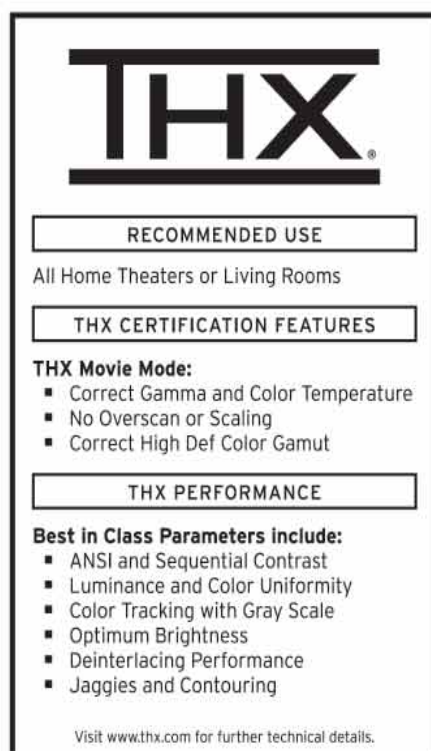 THX®
RECOMMENDED USE
All Home Theaters or Living Rooms
THX CERTIFICATION FEATURES
THX Movie Mode:
▪ Correct Gamma and Color Temperature
▪ No Overscan or Scaling
▪ Correct High Def Color Gamut
THX PERFORMANCE
Best in Class Parameters include:
▪ ANSI and Sequential Contrast
▪ Luminance and Color Uniformity
▪ Color Tracking with Gray Scale
▪ Optimum Brightness
▪ Deinterlacing Performance
▪ Jaggies and Contouring
Visit www.thx.com for further technical details.